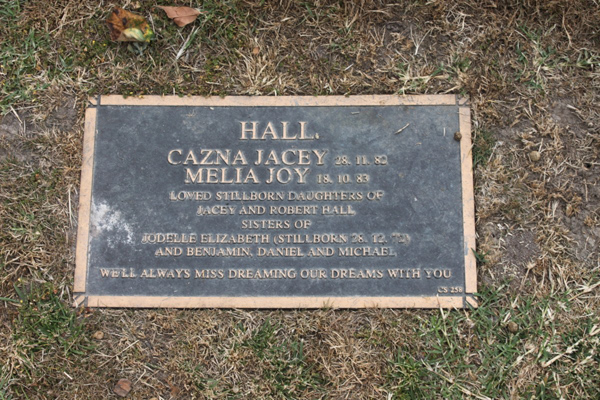 HALL
CAZNA JACEY 28. 11. 82
MELIA JOY 18. 10. 83
LOVED STILLBORN DAUGHTERS OF
JACEY AND ROBERT HALL
SISTERS OF
JODELLE ELIZABETH (STILLBORN 28. 12. 72)
AND BENJAMIN, DANIEL AND MICHAEL
WE'LL ALWAYS MISS DREAMING OUR DREAMS WITH YOU
CS 258